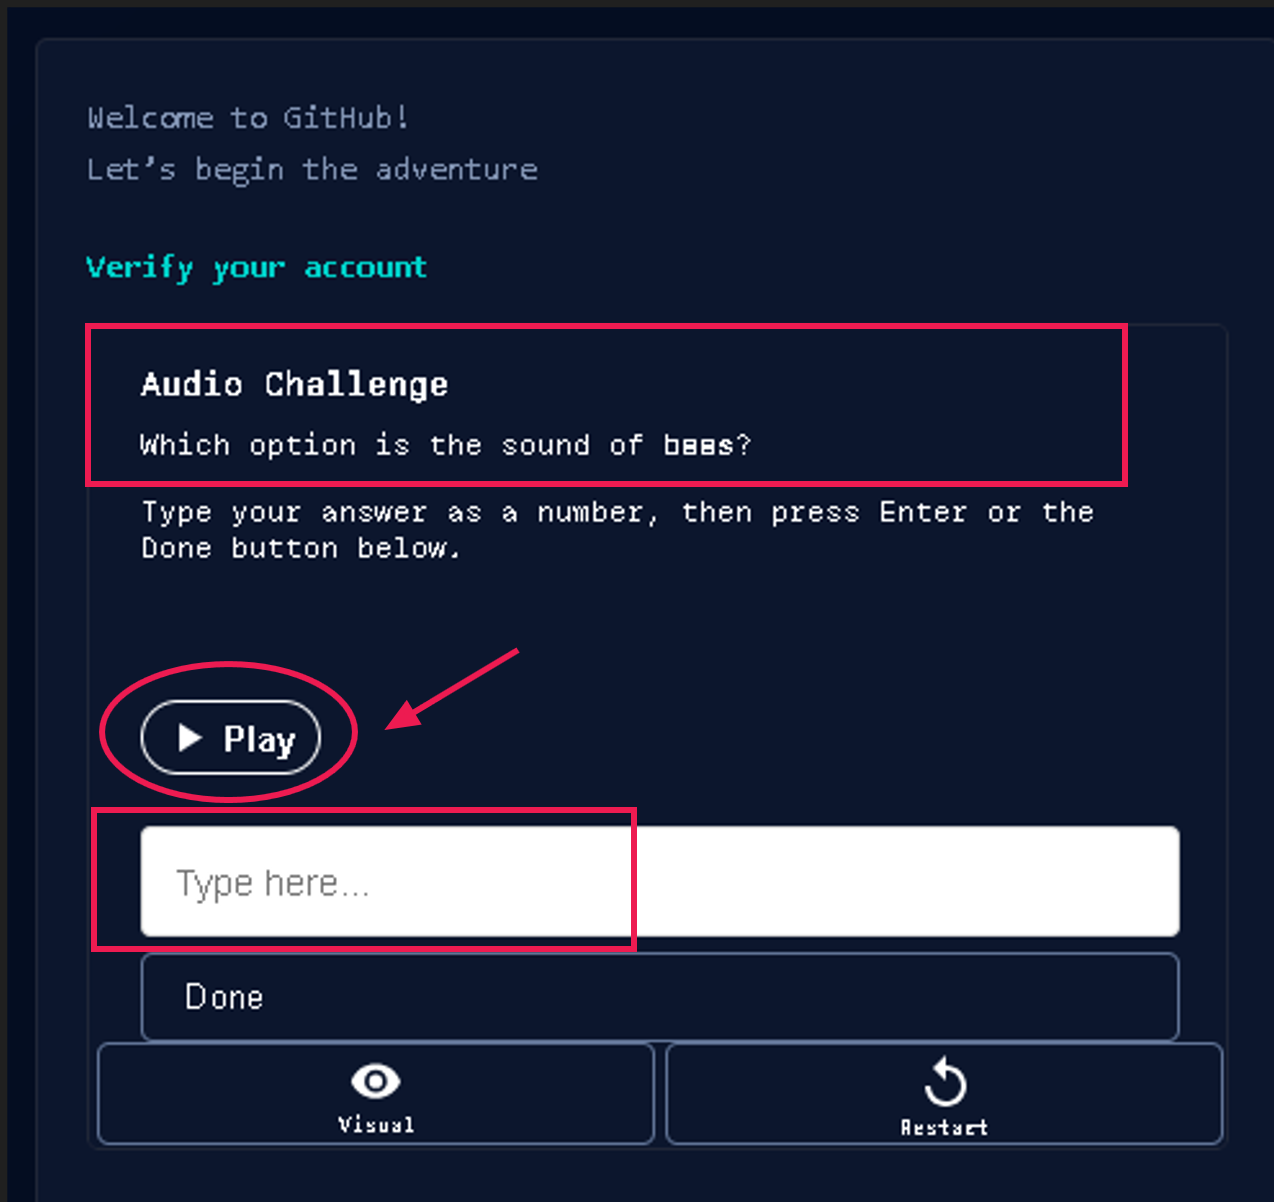 Welcome to GitHub!
Let's begin the adventure
Verify your account
Audio Challenge
Which option is the sound of bees?
Type your answer as a number, then press Enter or the
Done button below.
Play
Type here...
Done
Visual
Restart